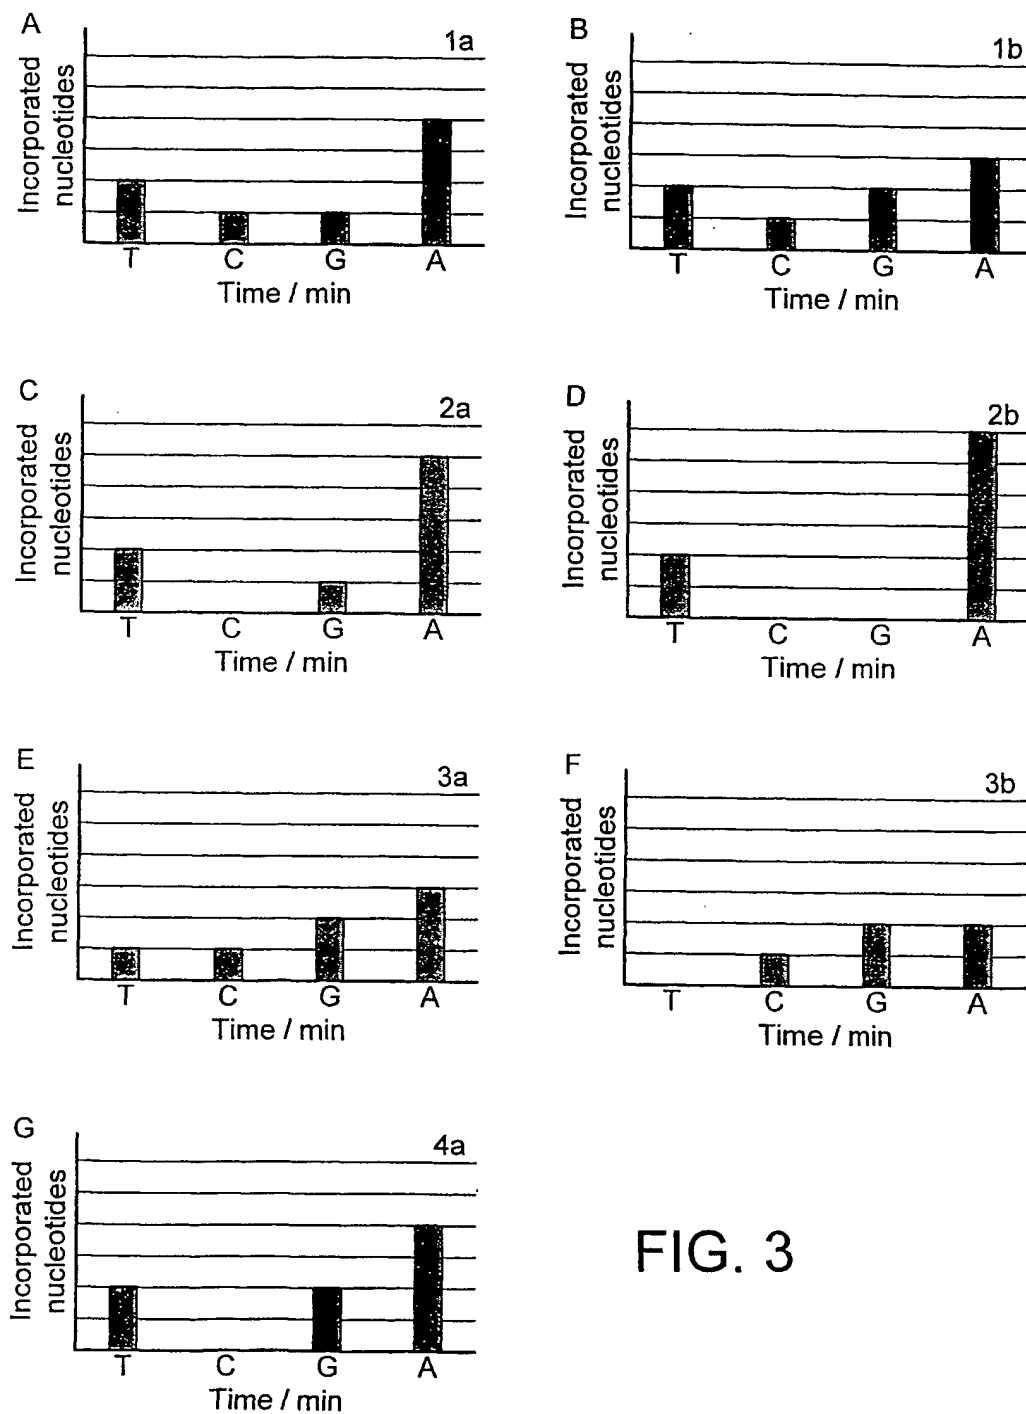 A
1a
Incorporated
nucleotides
T C G A
Time / min
B
1b
Incorporated
nucleotides
T C G A
Time / min
C
2a
Incorporated
nucleotides
T C G A
Time / min
D
2b
Incorporated
nucleotides
T C G A
Time / min
E
3a
Incorporated
nucleotides
T C G A
Time / min
F
3b
Incorporated
nucleotides
T C G A
Time / min
G
4a
Incorporated
nucleotides
T C G A
Time / min
FIG. 3